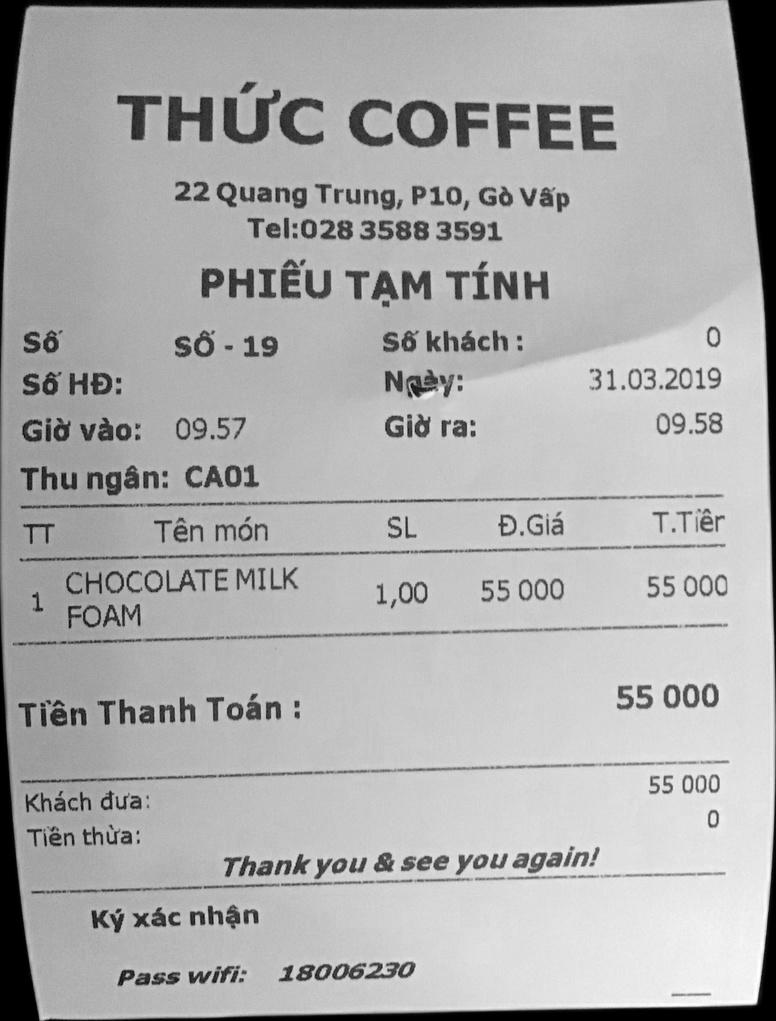 THỨC COFFEE
22 Quang Trung, P10, Gò Vấp
Tel:028 3588 3591
PHIẾU TẠM TÍNH
Số SỐ - 19 Số khách : 0
Số HĐ: Ngày: 31.03.2019
Giờ vào: 09.57 Giờ ra: 09.58
Thu ngân: CA01
TT Tên món SL Đ.Giá T.Tiền
1 CHOCOLATE MILK FOAM 1,00 55 000 55 000
Tiền Thanh Toán : 55 000
Khách đưa: 55 000
Tiền thừa: 0
Thank you & see you again!
Ký xác nhận
Pass wifi: 18006230